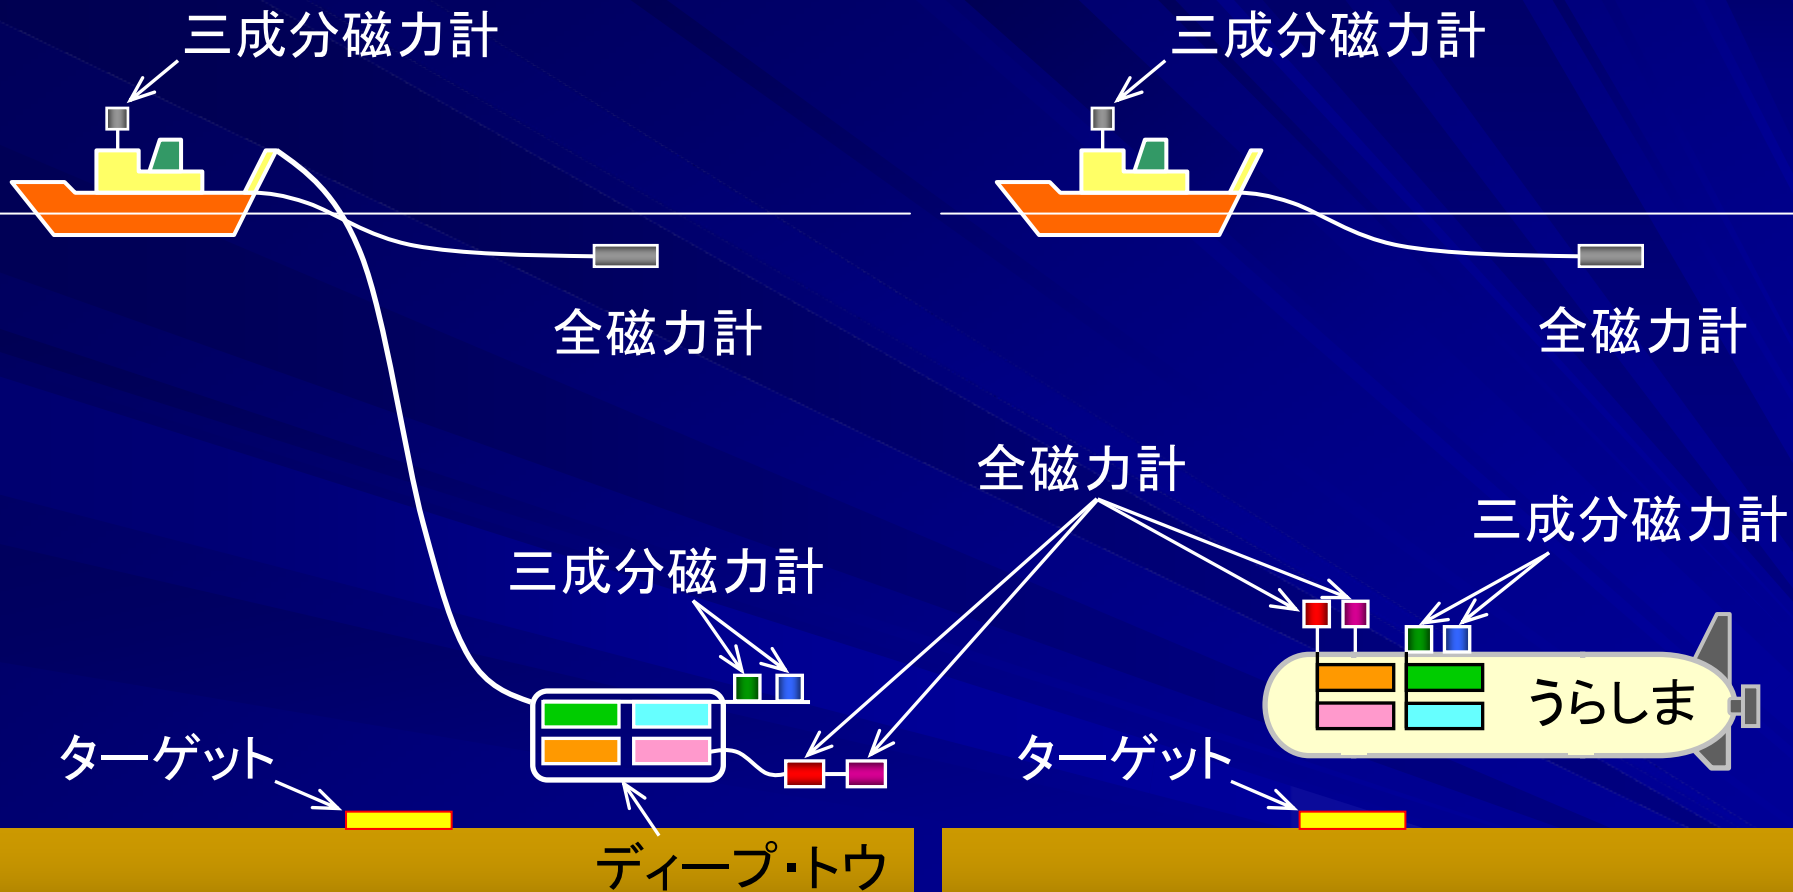 三成分磁力計
三成分磁力計
全磁力計
全磁力計
全磁力計
三成分磁力計
三成分磁力計
うらしま
ターゲット
ターゲット
ディープ・トウ